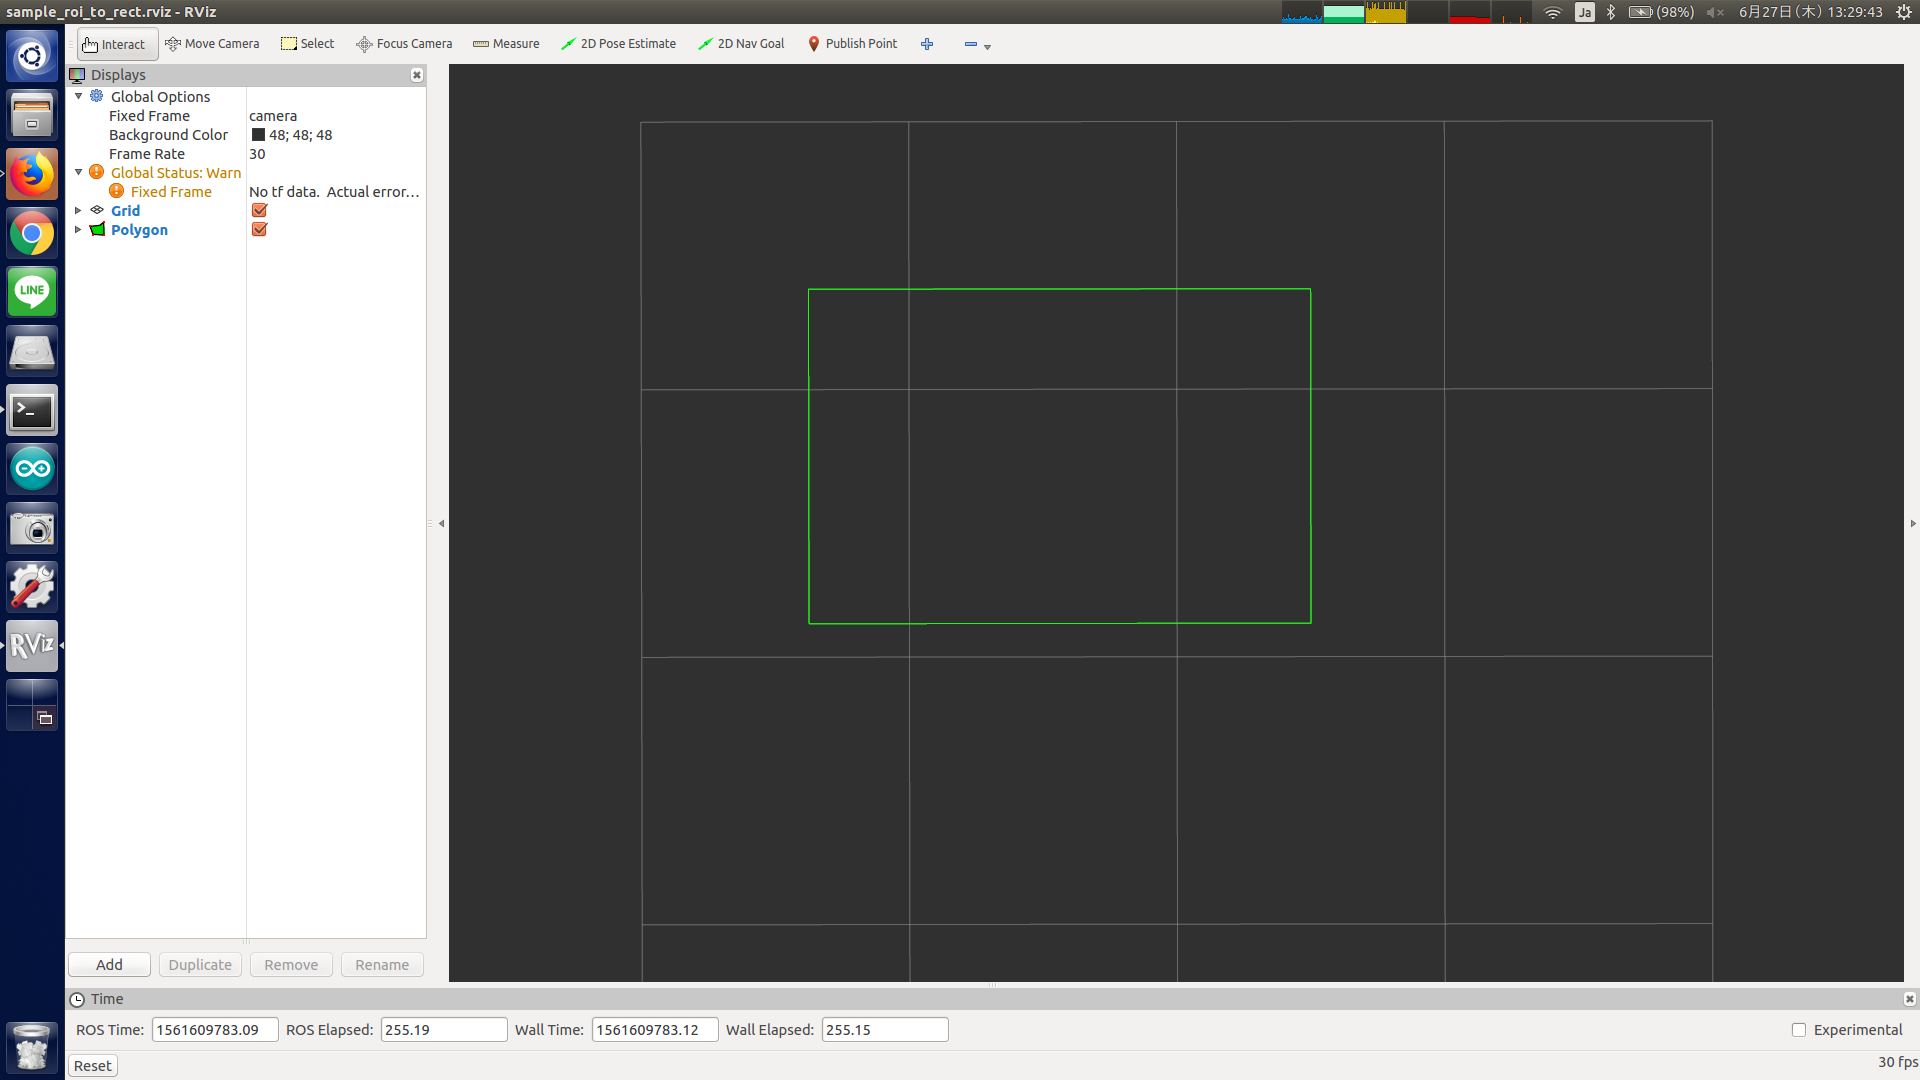 sample_roi_to_rect.rviz - RViz
Ja (98%) 6月27日(木) 13:29:43
Interact Move Camera Select Focus Camera Measure 2D Pose Estimate 2D Nav Goal Publish Point
Displays
Global Options
Fixed Frame camera
Background Color 48; 48; 48
Frame Rate 30
Global Status: Warn
Fixed Frame No tf data. Actual error...
Grid
Polygon
LINE
RViz
Add Duplicate Remove Rename
Time
ROS Time: 1561609783.09 ROS Elapsed: 255.19 Wall Time: 1561609783.12 Wall Elapsed: 255.15 Experimental
Reset 30 fps